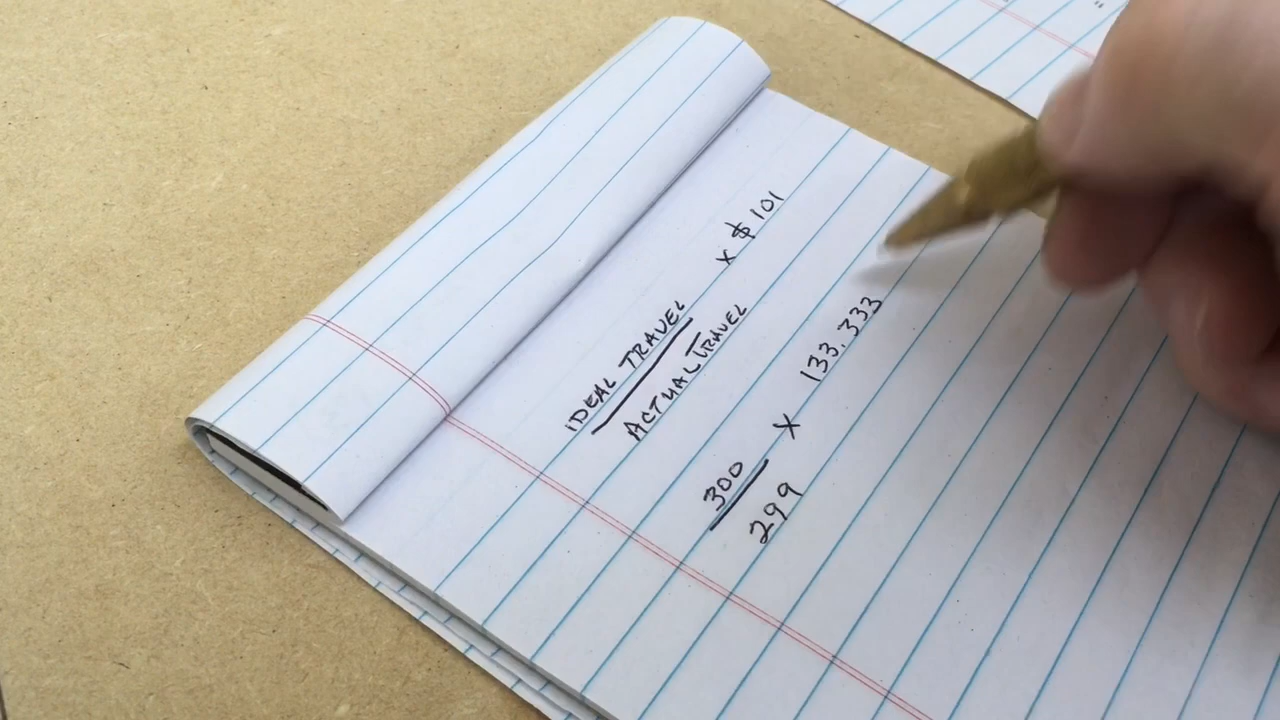 IDEAL TRAVEL
ACTUAL TRAVEL
x $101
300
299
x 133.333